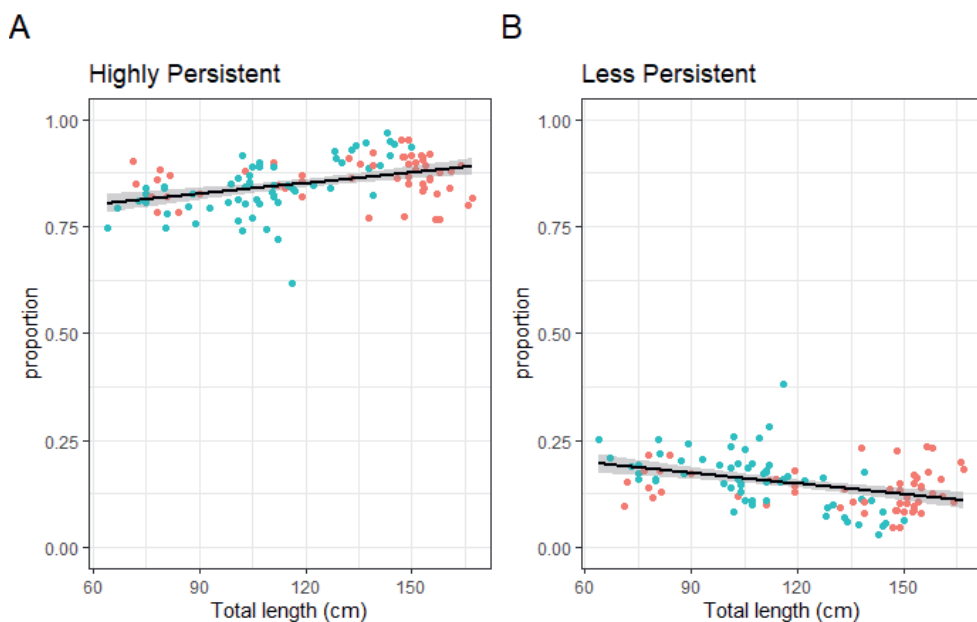 A
Highly Persistent
1.00
0.75
0.50
0.25
0.00
proportion
60 90 120 150
Total length (cm)
B
Less Persistent
1.00
0.75
0.50
0.25
0.00
proportion
60 90 120 150
Total length (cm)